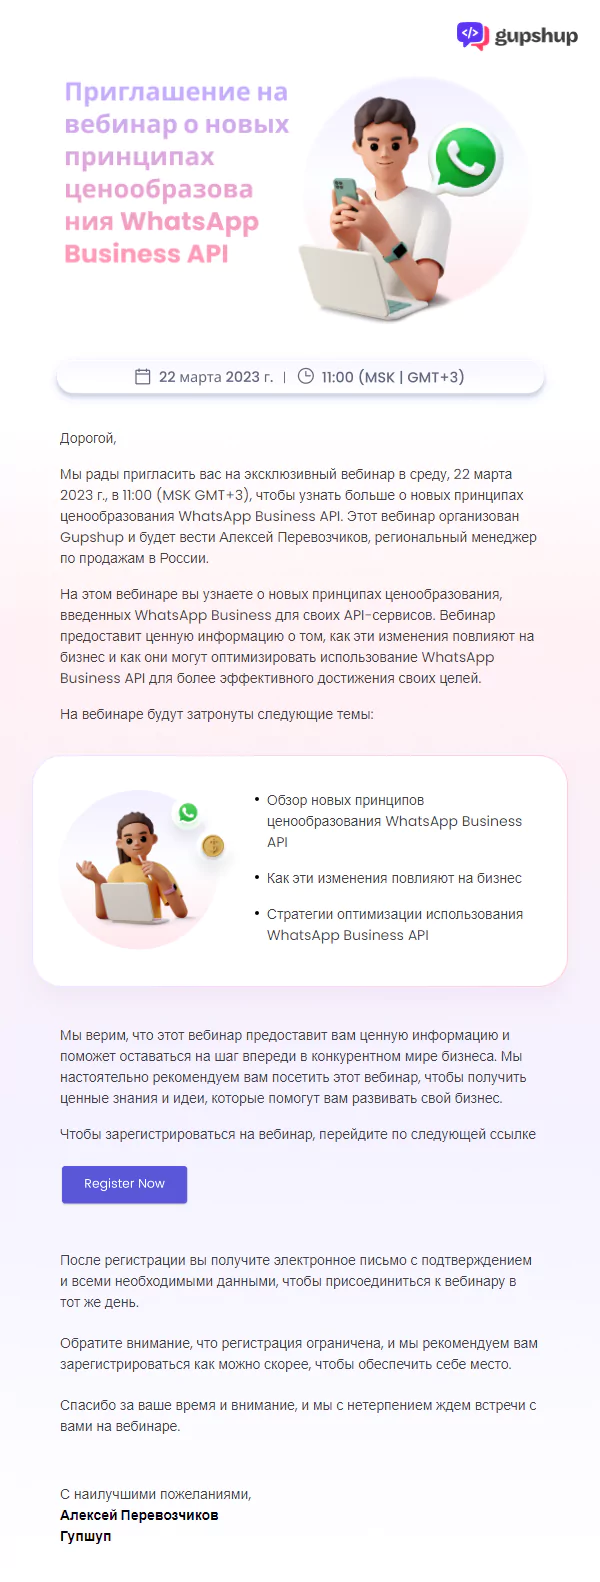 gupshup
Приглашение на
вебинар о новых
принципах
ценообразова
ния WhatsApp
Business API
22 марта 2023 г. | 11:00 (MSK | GMT+3)
Дорогой,
Мы рады пригласить вас на эксклюзивный вебинар в среду, 22 марта
2023 г., в 11:00 (MSK GMT+3), чтобы узнать больше о новых принципах
ценообразования WhatsApp Business API. Этот вебинар организован
Gupshup и будет вести Алексей Перевозчиков, региональный менеджер
по продажам в России.
На этом вебинаре вы узнаете о новых принципах ценообразования,
введенных WhatsApp Business для своих API-сервисов. Вебинар
предоставит ценную информацию о том, как эти изменения повлияют на
бизнес и как они могут оптимизировать использование WhatsApp
Business API для более эффективного достижения своих целей.
На вебинаре будут затронуты следующие темы:
• Обзор новых принципов
ценообразования WhatsApp Business
API
• Как эти изменения повлияют на бизнес
• Стратегии оптимизации использования
WhatsApp Business API
Мы верим, что этот вебинар предоставит вам ценную информацию и
поможет оставаться на шаг впереди в конкурентном мире бизнеса. Мы
настоятельно рекомендуем вам посетить этот вебинар, чтобы получить
ценные знания и идеи, которые помогут вам развивать свой бизнес.
Чтобы зарегистрироваться на вебинар, перейдите по следующей ссылке
Register Now
После регистрации вы получите электронное письмо с подтверждением
и всеми необходимыми данными, чтобы присоединиться к вебинару в
тот же день.
Обратите внимание, что регистрация ограничена, и мы рекомендуем вам
зарегистрироваться как можно скорее, чтобы обеспечить себе место.
Спасибо за ваше время и внимание, и мы с нетерпением ждем встречи с
вами на вебинаре.
С наилучшими пожеланиями,
Алексей Перевозчиков
Гупшуп